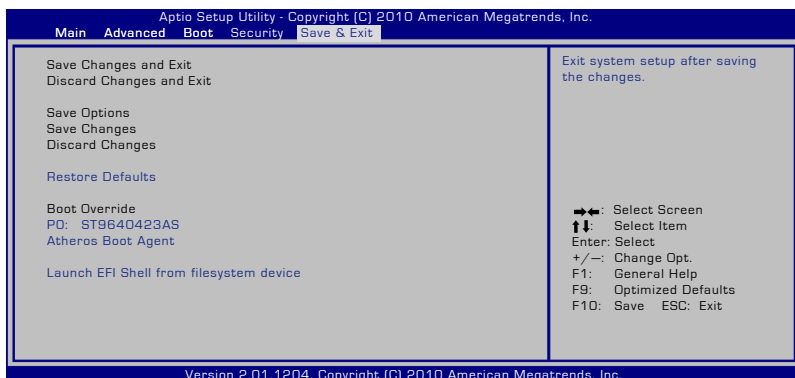 Aptio Setup Utility - Copyright (C) 2010 American Megatrends, Inc.
Main Advanced Boot Security Save & Exit
Save Changes and Exit
Discard Changes and Exit
Save Options
Save Changes
Discard Changes
Restore Defaults
Boot Override
P0: ST9640423AS
Atheros Boot Agent
Launch EFI Shell from filesystem device
Exit system setup after saving
the changes.
→←: Select Screen
↑↓: Select Item
Enter: Select
+/—: Change Opt.
F1: General Help
F9: Optimized Defaults
F10: Save ESC: Exit
Version 2.01.1204. Copyright (C) 2010 American Megatrends, Inc.